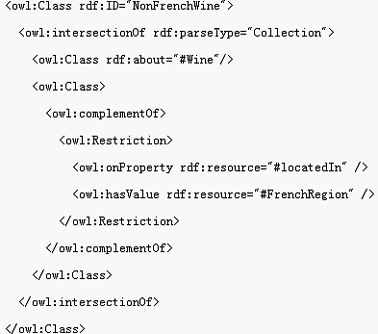 <owl:Class rdf:ID="NonFrenchWine">
<owl:intersectionOf rdf:parseType="Collection">
<owl:Class rdf:about="#Wine"/>
<owl:Class>
<owl:complementOf>
<owl:Restriction>
<owl:onProperty rdf:resource="#locatedIn" />
<owl:hasValue rdf:resource="#FrenchRegion" />
</owl:Restriction>
</owl:complementOf>
</owl:Class>
</owl:intersectionOf>
</owl:Class>